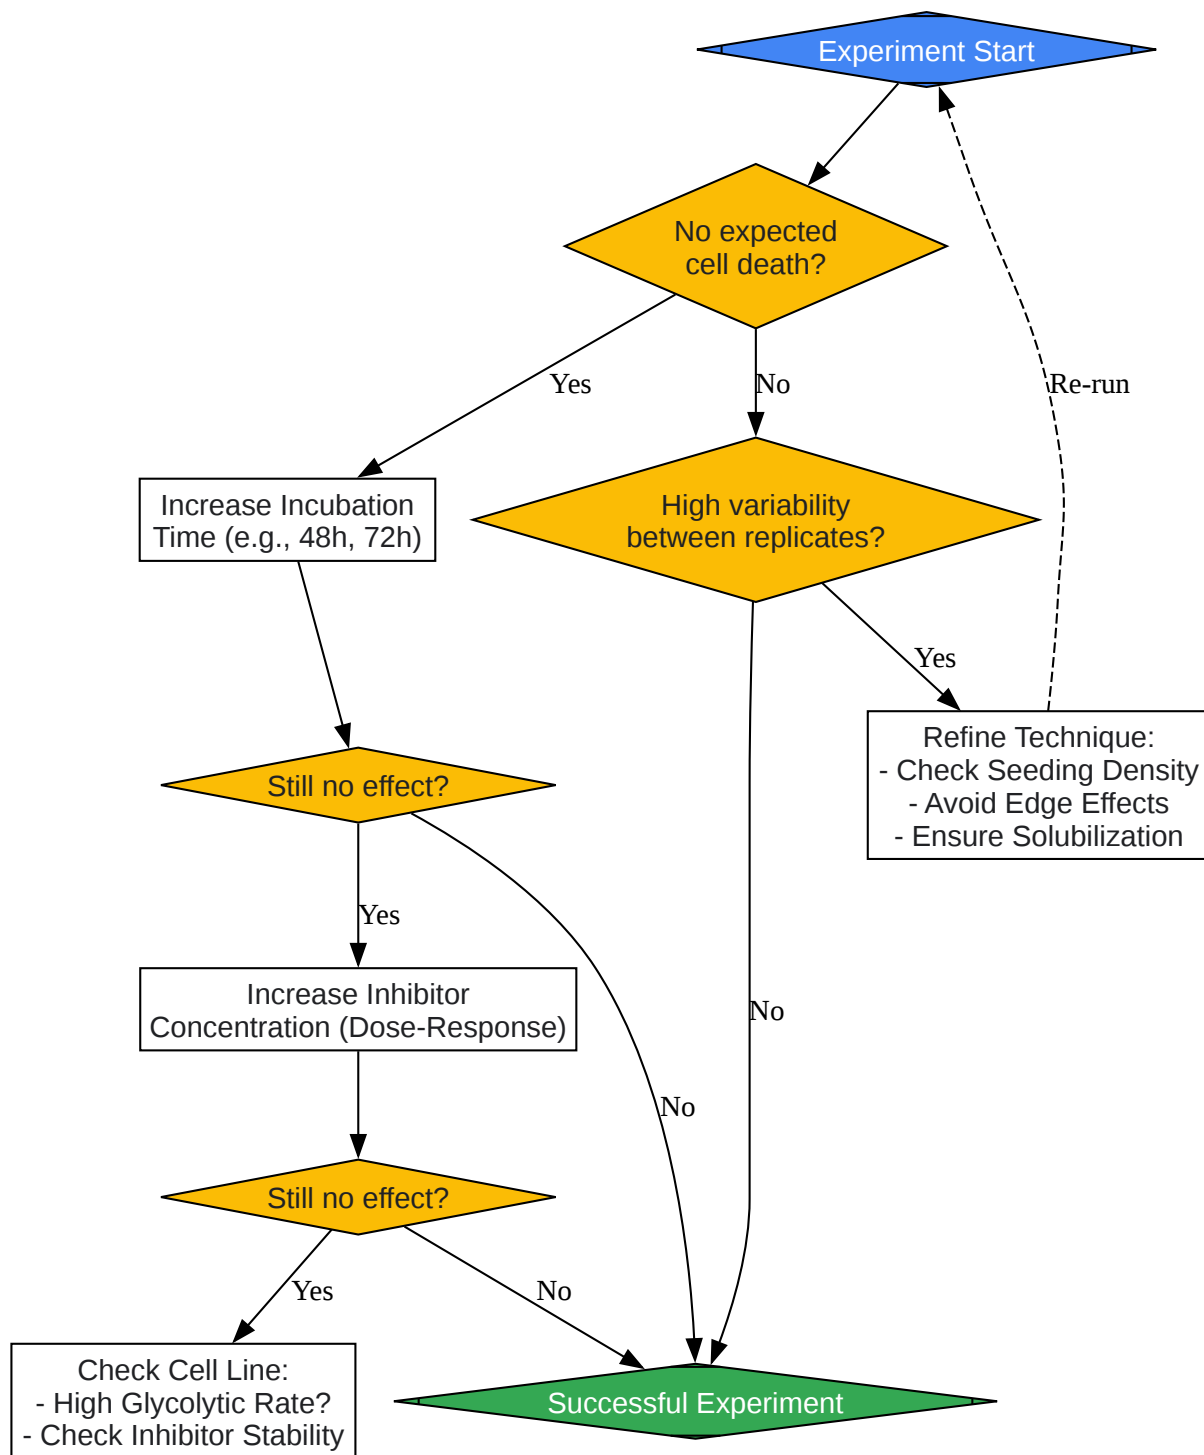 Experiment Start
No expected
cell death?
Yes
No
Re-run
Increase Incubation
Time (e.g., 48h, 72h)
High variability
between replicates?
Yes
Refine Technique:
- Check Seeding Density
- Avoid Edge Effects
- Ensure Solubilization
Still no effect?
Yes
Increase Inhibitor
Concentration (Dose-Response)
No
No
Still no effect?
Yes
No
Check Cell Line:
- High Glycolytic Rate?
- Check Inhibitor Stability
Successful Experiment